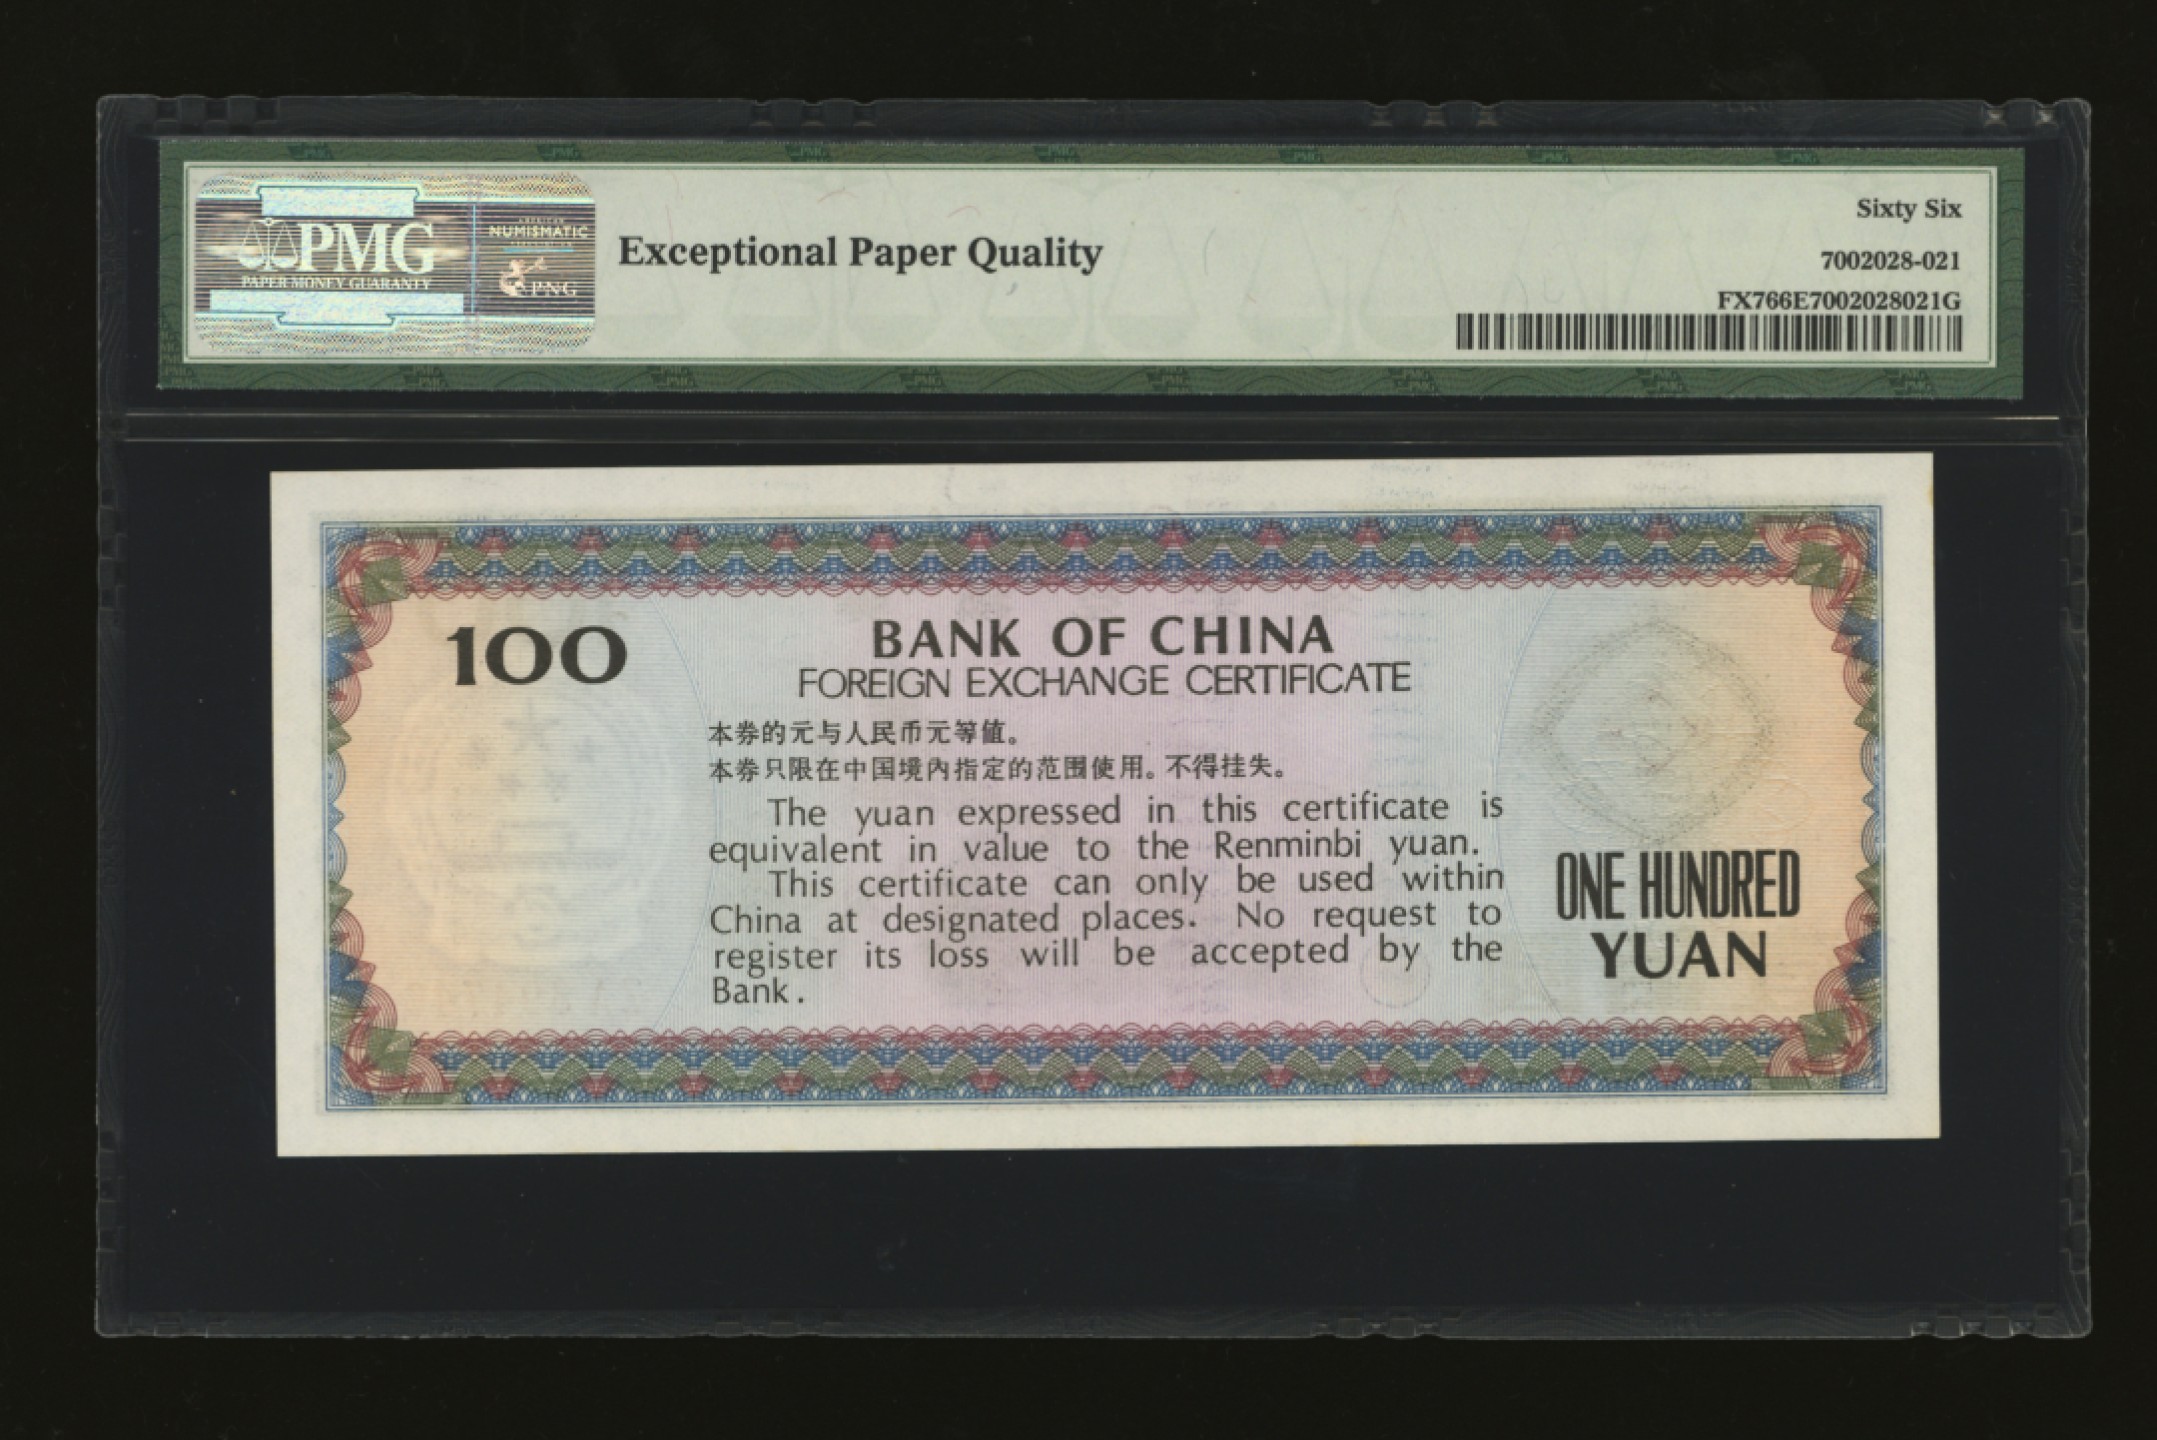 PMG
PAPER MONEY GUARANTY
AMERICAN
NUMISMATIC
ASSOCIATION
PNG
Exceptional Paper Quality
Sixty Six
7002028-021
FX766E7002028021G
100
BANK OF CHINA
FOREIGN EXCHANGE CERTIFICATE
本券的元与人民币元等值。
本券只限在中国境内指定的范围使用。不得挂失。
The yuan expressed in this certificate is
equivalent in value to the Renminbi yuan.
This certificate can only be used within
China at designated places. No request to
register its loss will be accepted by the
Bank.
ONE HUNDRED
YUAN